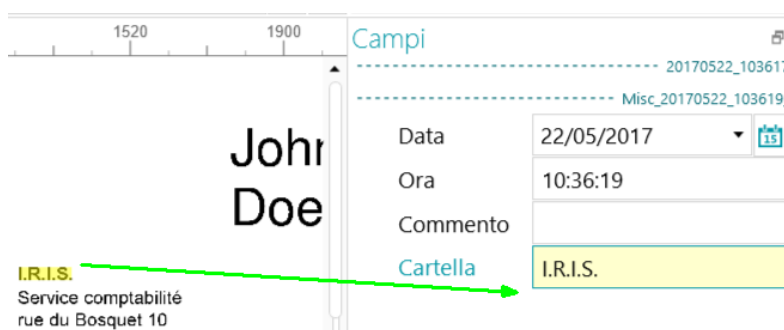 1520 1900
John
Doe
I.R.I.S.
Service comptabilité
rue du Bosquet 10
Campi
20170522_103617
Misc_20170522_103619
Data 22/05/2017 15
Ora 10:36:19
Commento
Cartella I.R.I.S.